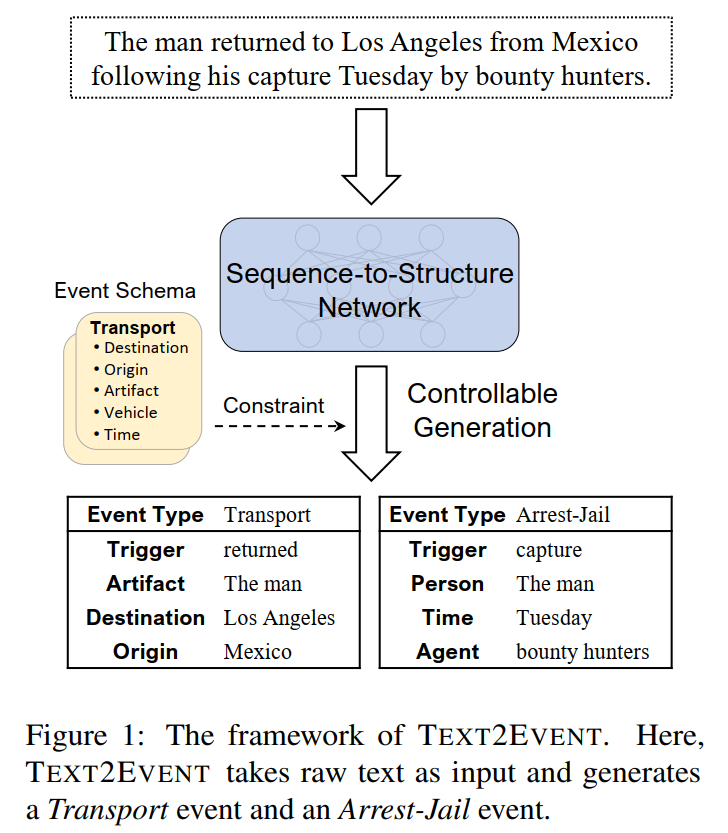 The man returned to Los Angeles from Mexico
following his capture Tuesday by bounty hunters.
Sequence-to-Structure
Network
Event Schema
Transport
• Destination
• Origin
• Artifact
• Vehicle
• Time
Constraint
Controllable
Generation
Event Type Transport
Trigger returned
Artifact The man
Destination Los Angeles
Origin Mexico
Event Type Arrest-Jail
Trigger capture
Person The man
Time Tuesday
Agent bounty hunters
Figure 1: The framework of TEXT2EVENT. Here,
TEXT2EVENT takes raw text as input and generates
a Transport event and an Arrest-Jail event.